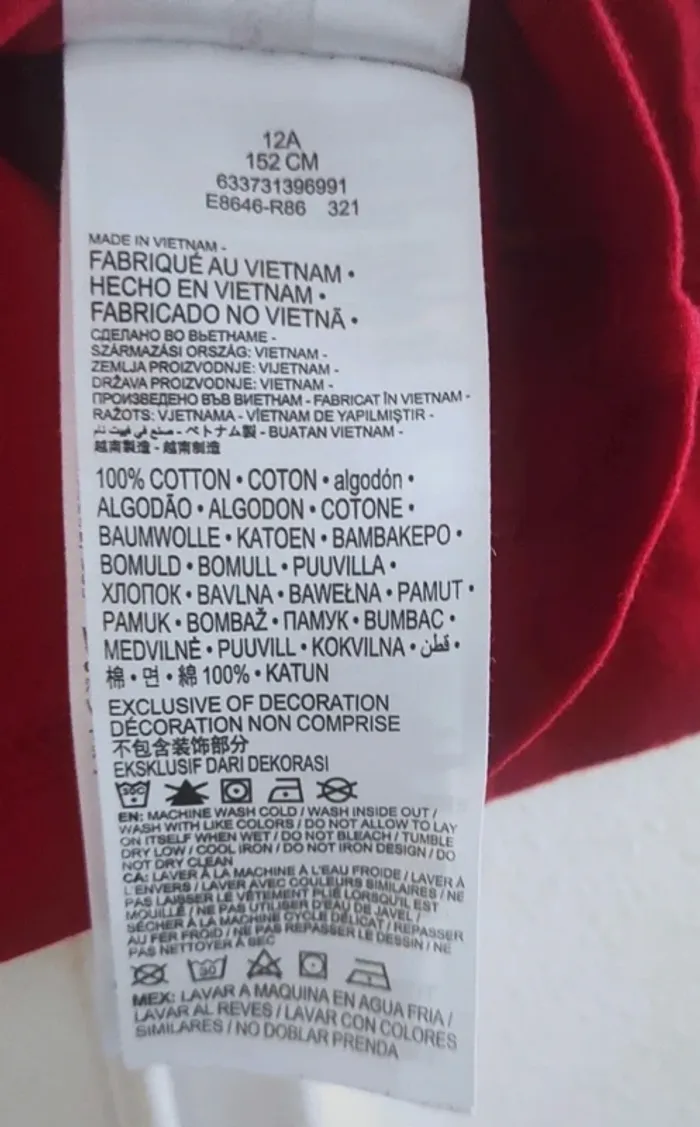 12A
152 CM
633731396991
E8646-R86 321
MADE IN VIETNAM -
FABRIQUÉ AU VIETNAM •
HECHO EN VIETNAM •
FABRICADO NO VIETNÃ •
СДЕЛАНО ВО ВЬЕТНАМЕ -
SZÁRMAZÁSI ORSZÁG: VIETNAM -
ZEMLJA PROIZVODNJE: VIJETNAM -
DRŽAVA PROIZVODNJE: VIETNAM -
ПРОИЗВЕДЕНО ВЪВ ВИЕТНАМ - FABRICAT ÎN VIETNAM -
RAŽOTS: VJETNAMA - VİETNAM DE YAPILMIŞTIR -
صنع في فييت نام - ベトナム製 - BUATAN VIETNAM -
越南製造 - 越南制造
100% COTTON • COTON • algodón •
ALGODÃO • ALGODON • COTONE •
BAUMWOLLE • KATOEN • BAMBAKEPO •
BOMULD • BOMULL • PUUVILLA •
ХЛОПОК • BAVLNA • BAWEŁNA • PAMUT •
PAMUK • BOMBAŽ • ПАМУК • BUMBAC •
MEDVILNĖ • PUUVILL • KOKVILNA • قطن •
棉 • 면 • 綿 100% • KATUN
EXCLUSIVE OF DECORATION
DÉCORATION NON COMPRISE
不包含装饰部分
EKSKLUSIF DARI DEKORASI
30C
EN: MACHINE WASH COLD / WASH INSIDE OUT /
WASH WITH LIKE COLORS / DO NOT ALLOW TO LAY
ON ITSELF WHEN WET / DO NOT BLEACH / TUMBLE
DRY LOW / COOL IRON / DO NOT IRON DESIGN / DO
NOT DRY CLEAN
CA: LAVER À LA MACHINE À L'EAU FROIDE / LAVER À
L'ENVERS / LAVER AVEC COULEURS SIMILAIRES / NE
PAS LAISSER LE VÊTEMENT PLIÉ LORSQU'IL EST
MOUILLÉ / NE PAS UTILISER D'EAU DE JAVEL /
SÉCHER À LA MACHINE CYCLE DÉLICAT / REPASSER
AU FER FROID / NE PAS REPASSER LE DESSIN / NE
PAS NETTOYER À SEC
30
MEX: LAVAR A MAQUINA EN AGUA FRIA /
LAVAR AL REVES / LAVAR CON COLORES
SIMILARES / NO DOBLAR PRENDA